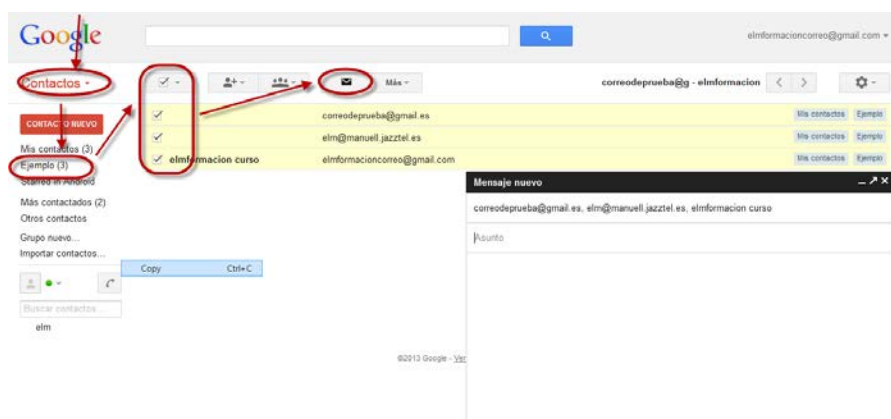 Google
elmformacioncorreo@gmail.com
Contactos
Más
correodeprueba@g - elmformacion
CONTACTO NUEVO
correodeprueba@gmail.es Mis contactos Ejemplo
elm@manuell.jazztel.es Mis contactos Ejemplo
elmformacion curso elmformacioncorreo@gmail.com Mis contactos Ejemplo
Mis contactos (3)
Ejemplo (3)
Starred in Android
Más contactados (2)
Otros contactos
Grupo nuevo...
Importar contactos...
Copy Ctrl+C
Buscar contactos...
elm
Mensaje nuevo
correodeprueba@gmail.es, elm@manuell.jazztel.es, elmformacion curso
Asunto
©2013 Google - Ver